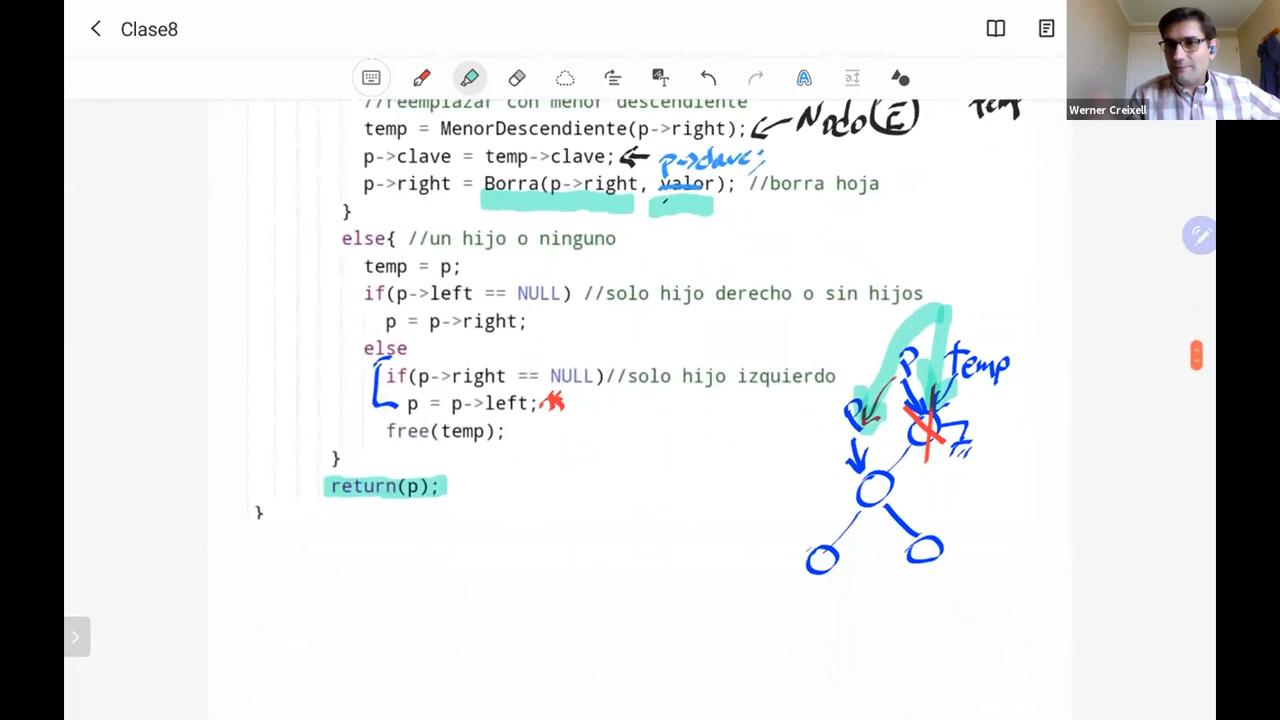 Clase8
Werner Creixell
//reemplazar con menor descendiente
temp
temp = MenorDescendiente(p->right); Nodo(E)
p->clave = temp->clave; p->clave;
p->right = Borra(p->right, valor); //borra hoja
}
else{ //un hijo o ninguno
temp = p;
if(p->left == NULL) //solo hijo derecho o sin hijos
p = p->right;
else
P temp
if(p->right == NULL)//solo hijo izquierdo
p = p->left;
P
free(temp);
}
return(p);
}